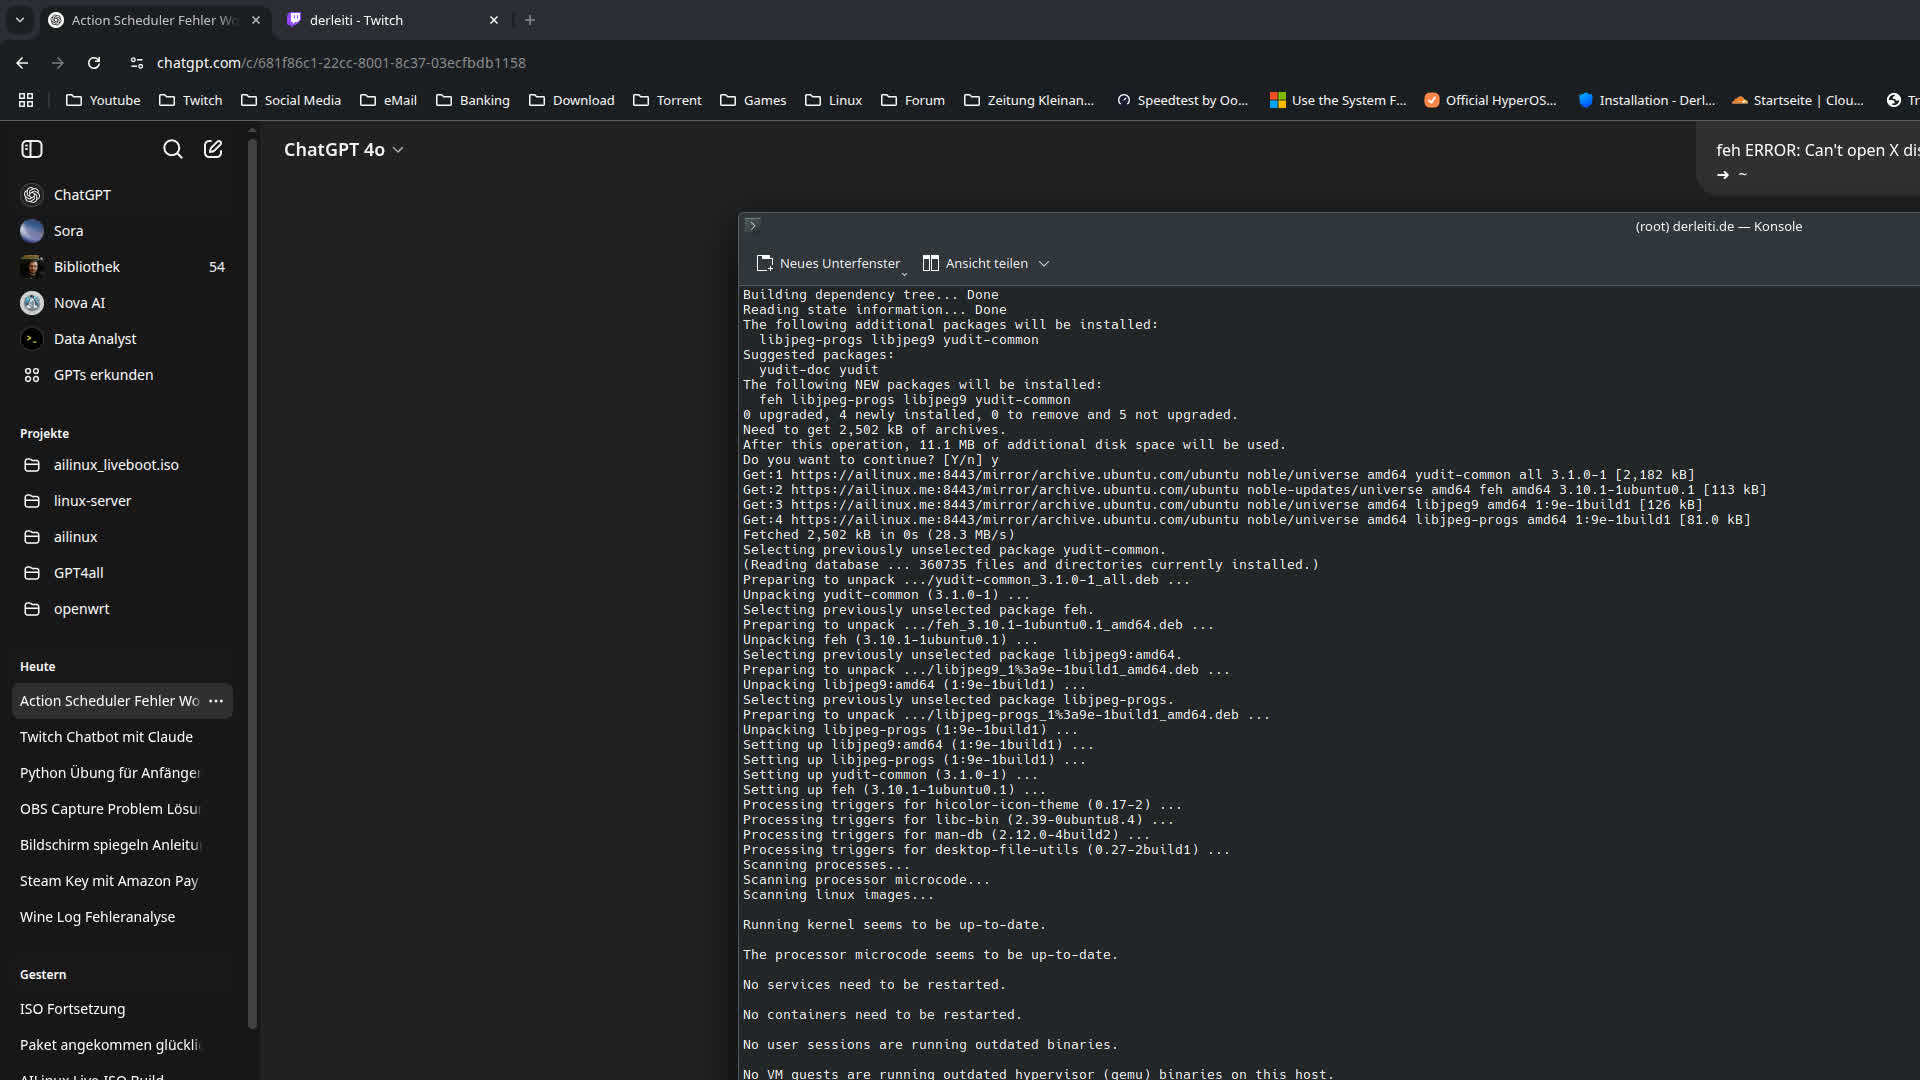 Action Scheduler Fehler Wo
derleiti - Twitch
chatgpt.com/c/681f86c1-22cc-8001-8c37-03ecfbdb1158
Youtube
Twitch
Social Media
eMail
Banking
Download
Torrent
Games
Linux
Forum
Zeitung Kleinan...
Speedtest by Oo...
Use the System F...
Official HyperOS...
Installation - Derl...
Startseite | Clou...
Tr
ChatGPT 4o
feh ERROR: Can't open X dis
➜ ~
ChatGPT
Sora
Bibliothek 54
Nova AI
Data Analyst
GPTs erkunden
Projekte
ailinux_liveboot.iso
linux-server
ailinux
GPT4all
openwrt
Heute
Action Scheduler Fehler Wo ...
Twitch Chatbot mit Claude
Python Übung für Anfänger
OBS Capture Problem Lösu
Bildschirm spiegeln Anleitu
Steam Key mit Amazon Pay
Wine Log Fehleranalyse
Gestern
ISO Fortsetzung
Paket angekommen glückli
AILinux Live ISO Build
(root) derleiti.de — Konsole
Neues Unterfenster
Ansicht teilen
Building dependency tree... Done
Reading state information... Done
The following additional packages will be installed:
  libjpeg-progs libjpeg9 yudit-common
Suggested packages:
  yudit-doc yudit
The following NEW packages will be installed:
  feh libjpeg-progs libjpeg9 yudit-common
0 upgraded, 4 newly installed, 0 to remove and 5 not upgraded.
Need to get 2,502 kB of archives.
After this operation, 11.1 MB of additional disk space will be used.
Do you want to continue? [Y/n] y
Get:1 https://ailinux.me:8443/mirror/archive.ubuntu.com/ubuntu noble/universe amd64 yudit-common all 3.1.0-1 [2,182 kB]
Get:2 https://ailinux.me:8443/mirror/archive.ubuntu.com/ubuntu noble-updates/universe amd64 feh amd64 3.10.1-1ubuntu0.1 [113 kB]
Get:3 https://ailinux.me:8443/mirror/archive.ubuntu.com/ubuntu noble/universe amd64 libjpeg9 amd64 1:9e-1build1 [126 kB]
Get:4 https://ailinux.me:8443/mirror/archive.ubuntu.com/ubuntu noble/universe amd64 libjpeg-progs amd64 1:9e-1build1 [81.0 kB]
Fetched 2,502 kB in 0s (28.3 MB/s)
Selecting previously unselected package yudit-common.
(Reading database ... 360735 files and directories currently installed.)
Preparing to unpack .../yudit-common_3.1.0-1_all.deb ...
Unpacking yudit-common (3.1.0-1) ...
Selecting previously unselected package feh.
Preparing to unpack .../feh_3.10.1-1ubuntu0.1_amd64.deb ...
Unpacking feh (3.10.1-1ubuntu0.1) ...
Selecting previously unselected package libjpeg9:amd64.
Preparing to unpack .../libjpeg9_1%3a9e-1build1_amd64.deb ...
Unpacking libjpeg9:amd64 (1:9e-1build1) ...
Selecting previously unselected package libjpeg-progs.
Preparing to unpack .../libjpeg-progs_1%3a9e-1build1_amd64.deb ...
Unpacking libjpeg-progs (1:9e-1build1) ...
Setting up libjpeg9:amd64 (1:9e-1build1) ...
Setting up libjpeg-progs (1:9e-1build1) ...
Setting up yudit-common (3.1.0-1) ...
Setting up feh (3.10.1-1ubuntu0.1) ...
Processing triggers for hicolor-icon-theme (0.17-2) ...
Processing triggers for libc-bin (2.39-0ubuntu8.4) ...
Processing triggers for man-db (2.12.0-4build2) ...
Processing triggers for desktop-file-utils (0.27-2build1) ...
Scanning processes...
Scanning processor microcode...
Scanning linux images...
Running kernel seems to be up-to-date.
The processor microcode seems to be up-to-date.
No services need to be restarted.
No containers need to be restarted.
No user sessions are running outdated binaries.
No VM guests are running outdated hypervisor (qemu) binaries on this host.